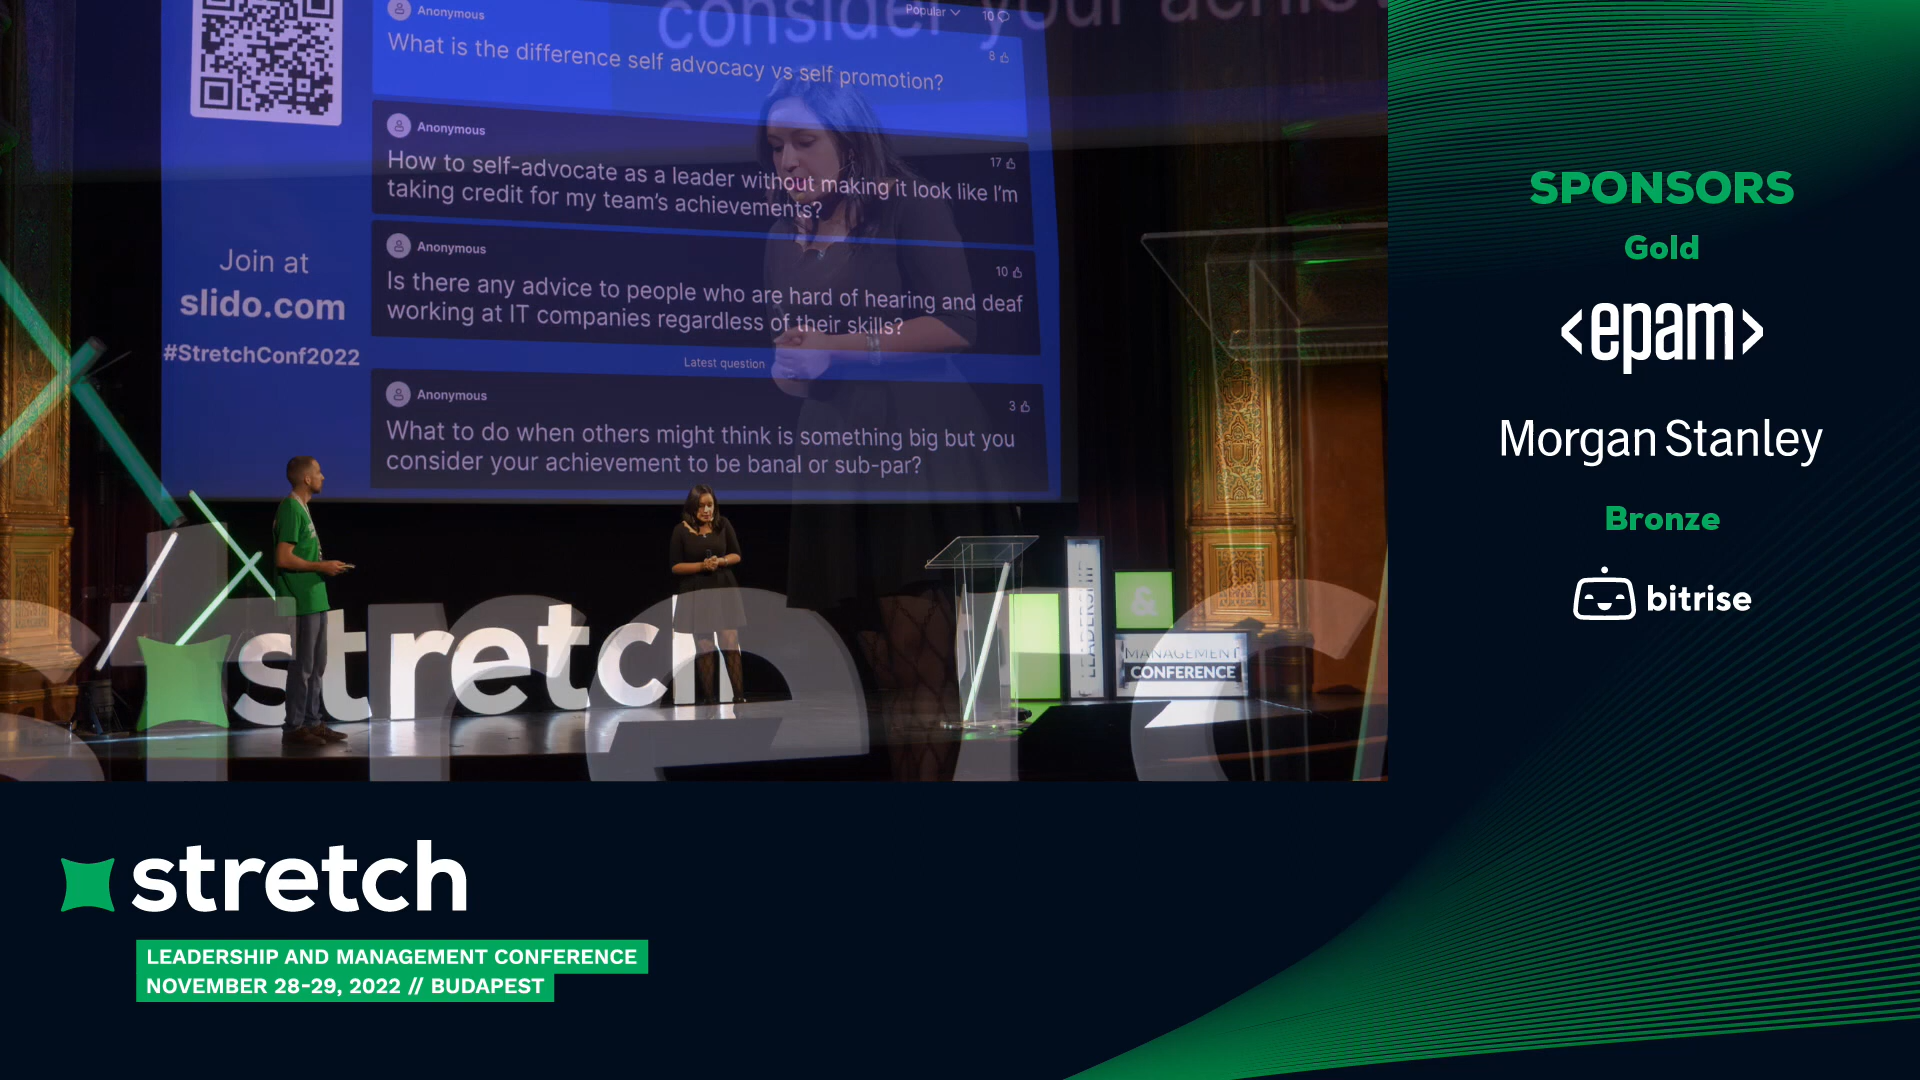 consider your achie
Anonymous
Popular
10
What is the difference self advocacy vs self promotion?
8
Anonymous
17
How to self-advocate as a leader without making it look like I'm
taking credit for my team's achievements?
Anonymous
10
Is there any advice to people who are hard of hearing and deaf
working at IT companies regardless of their skills?
Latest question
Anonymous
3
What to do when others might think is something big but you
consider your achievement to be banal or sub-par?
Join at
slido.com
#StretchConf2022
stretch
LEADERSHIP
&
MANAGEMENT
CONFERENCE
SPONSORS
Gold
<epam>
Morgan Stanley
Bronze
bitrise
stretch
LEADERSHIP AND MANAGEMENT CONFERENCE
NOVEMBER 28-29, 2022 // BUDAPEST